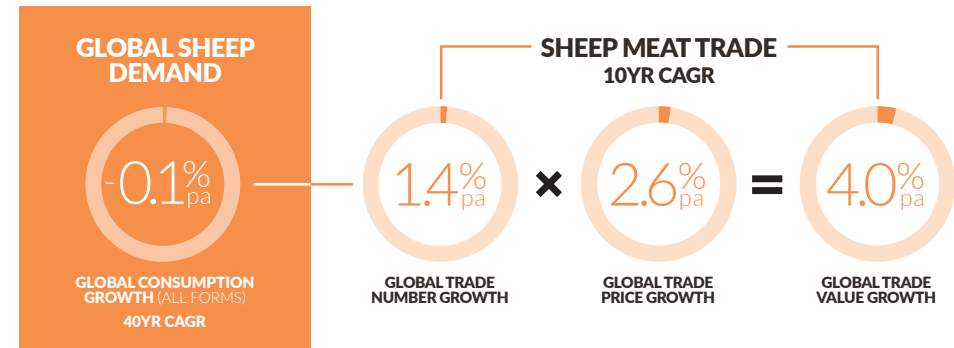 GLOBAL SHEEP
DEMAND
-0.1% pa
GLOBAL CONSUMPTION
GROWTH (ALL FORMS)
40YR CAGR
SHEEP MEAT TRADE
10YR CAGR
1.4% pa
×
2.6% pa
=
4.0% pa
GLOBAL TRADE
NUMBER GROWTH
GLOBAL TRADE
PRICE GROWTH
GLOBAL TRADE
VALUE GROWTH